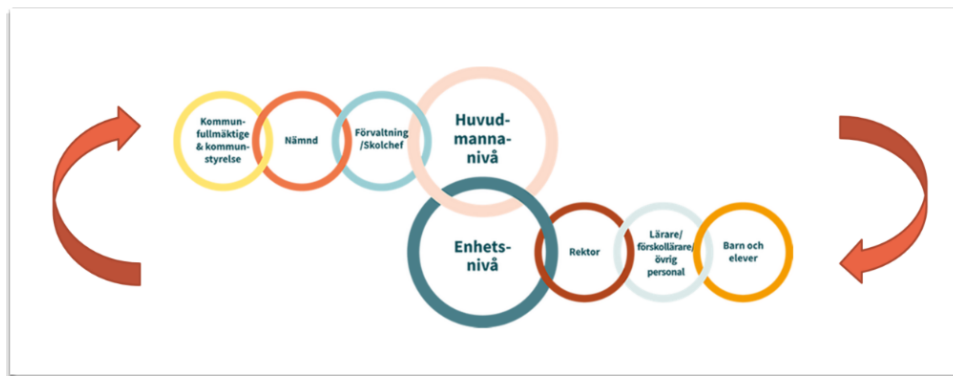 Kommun-
fullmäktige
& kommun-
styrelse
Nämnd
Förvaltning
/Skolchef
Huvud-
manna-
nivå
Enhets-
nivå
Rektor
Lärare/
förskollärare/
övrig
personal
Barn och
elever